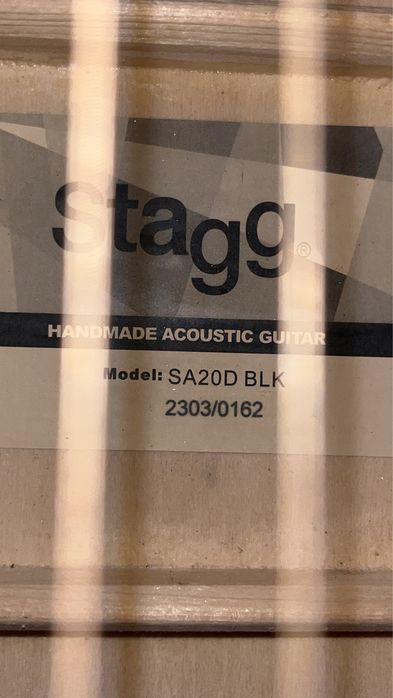 Stagg®
HANDMADE ACOUSTIC GUITAR
Model: SA20D BLK
2303/0162